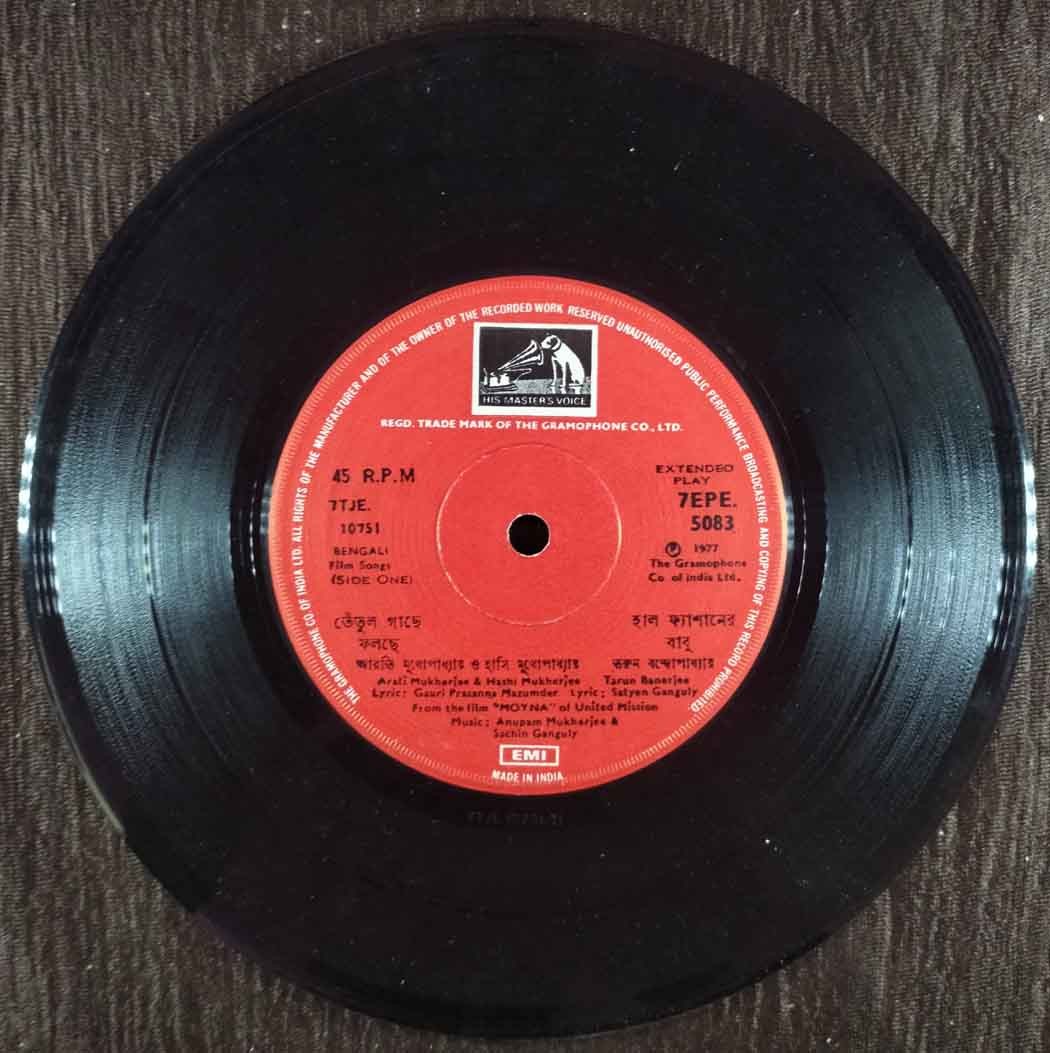 THE GRAMOPHONE CO OF INDIA LTD. ALL RIGHTS OF THE MANUFACTURER AND OF THE OWNER OF THE RECORDED WORK RESERVED UNAUTHORISED PUBLIC PERFORMANCE BROADCASTING AND COPYING OF THIS RECORD PROHIBITED
HIS MASTER'S VOICE
REGD. TRADE MARK OF THE GRAMOPHONE CO., LTD.
45 R.P.M
7TJE.
10751
BENGALI
Film Songs
(SIDE ONE)
EXTENDED
PLAY
7EPE.
5083
Ⓟ 1977
The Gramophone
Co of India Ltd.
তেঁতুল গাছে
ফলছে
হাল ফ্যাশানের
বাবু
আরতি মুখোপাধ্যায় ও হাসি মুখোপাধ্যায় তরুন বন্দোপাধ্যায়
Arati Mukherjee & Hashi Mukherjee Tarun Banerjee
Lyric: Gauri Prasanna Mazumder Lyric; Satyen Ganguly
From the film "MOYNA" of United Mission
Music; Anupam Mukherjee &
Sachin Ganguly
EMI
MADE IN INDIA